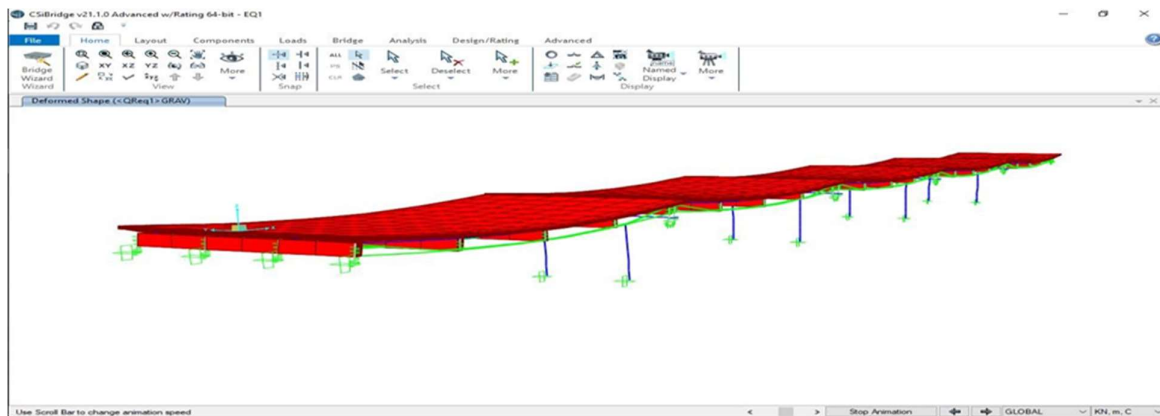 CSiBridge v21.1.0 Advanced w/Rating 64-bit - EQ1
File Home Layout Components Loads Bridge Analysis Design/Rating Advanced
XY XZ YZ ALL PS CLR
Bridge Wizard More Select Deselect More Named Display More
Wizard View Snap Select Display
Deformed Shape (<QReq1>GRAV)
Use Scroll Bar to change animation speed Stop Animation GLOBAL KN, m, C